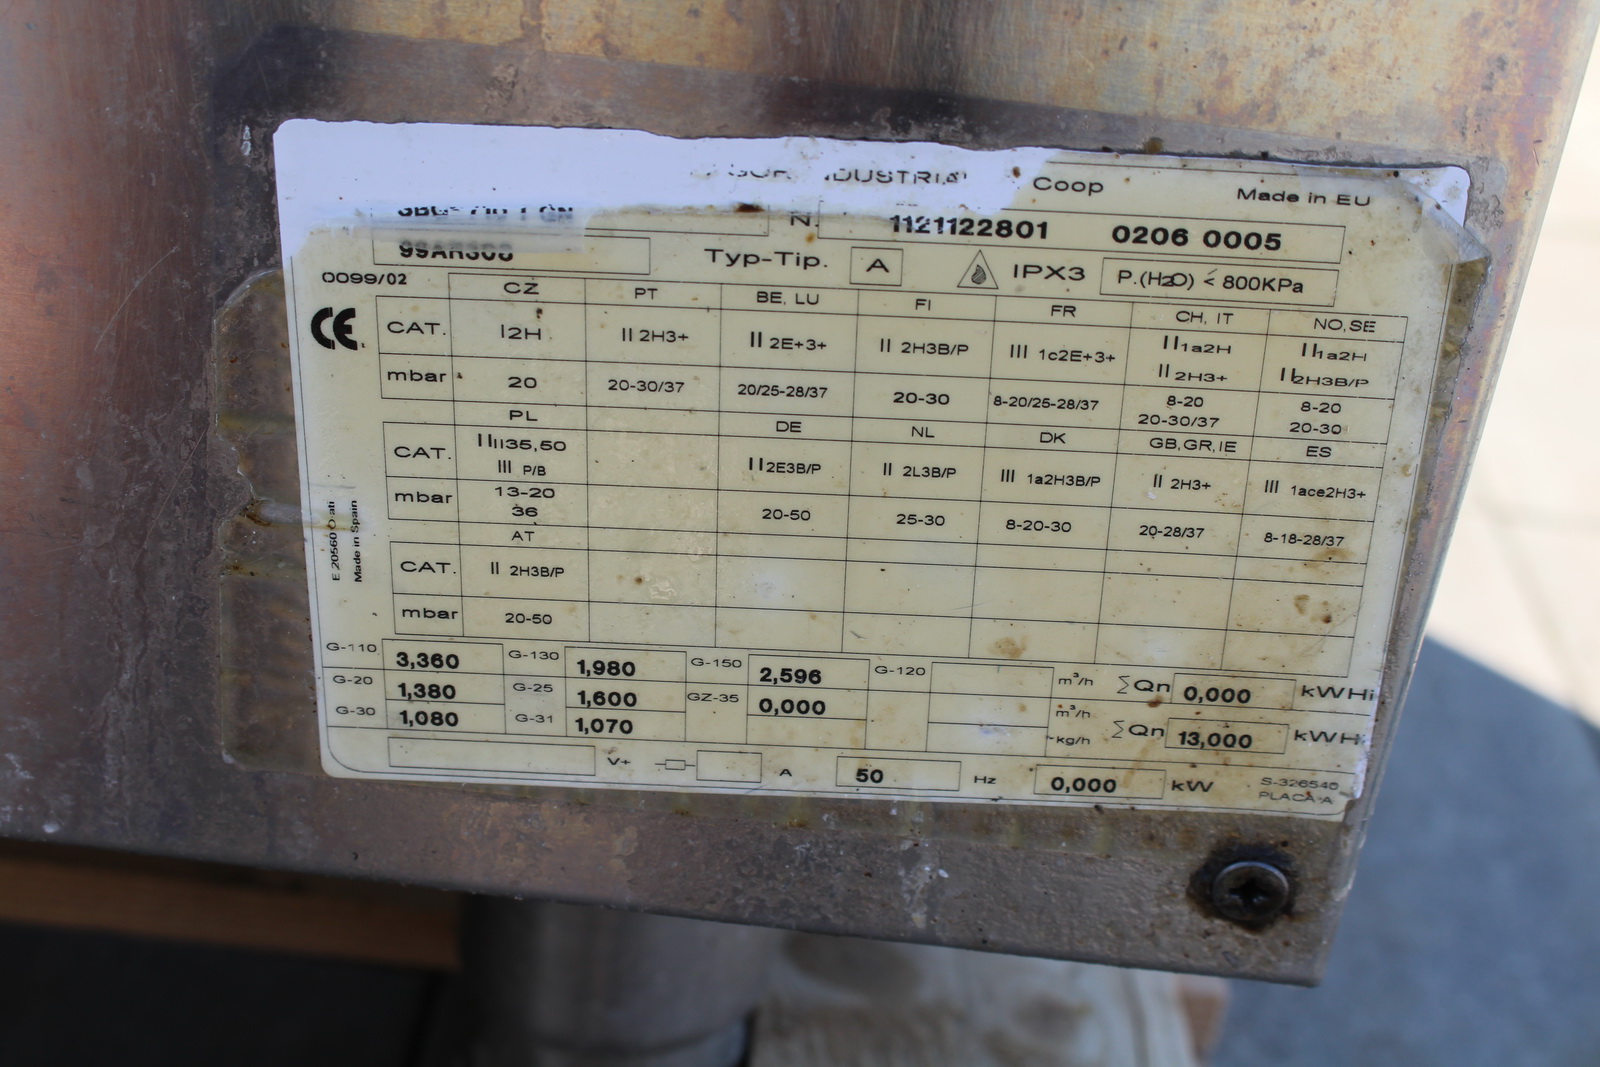 INDUSTRIAL Coop Made in EU
N. 1121122801 0206 0005
Typ-Tip. A IPX3 P.(H2O) < 800KPa
0099/02 CZ PT BE, LU FI FR CH, IT NO,SE
CE
CAT. I2H II 2H3+ II 2E+3+ II 2H3B/P III 1c2E+3+ II1a2H II1a2H
II 2H3+ II2H3B/P
mbar 20 20-30/37 20/25-28/37 20-30 8-20/25-28/37 8-20 8-20
20-30/37 20-30
PL DE NL DK GB,GR,IE ES
CAT. 35,50 II2E3B/P II 2L3B/P III 1a2H3B/P II 2H3+ III 1ace2H3+
III P/B
mbar 13-20 20-50 25-30 8-20-30 20-28/37 8-18-28/37
36
AT
CAT. II 2H3B/P
mbar 20-50
E 20560
Made in Spain
G-110 3,360 G-130 1,980 G-150 2,596 G-120 m³/h ∑Qn 0,000 kWHi
G-20 1,380 G-25 1,600 GZ-35 0,000 m³/h
G-30 1,080 G-31 1,070 kg/h ∑Qn 13,000 kWHi
V+ A 50 Hz 0,000 kW S-326540
PLACA-A